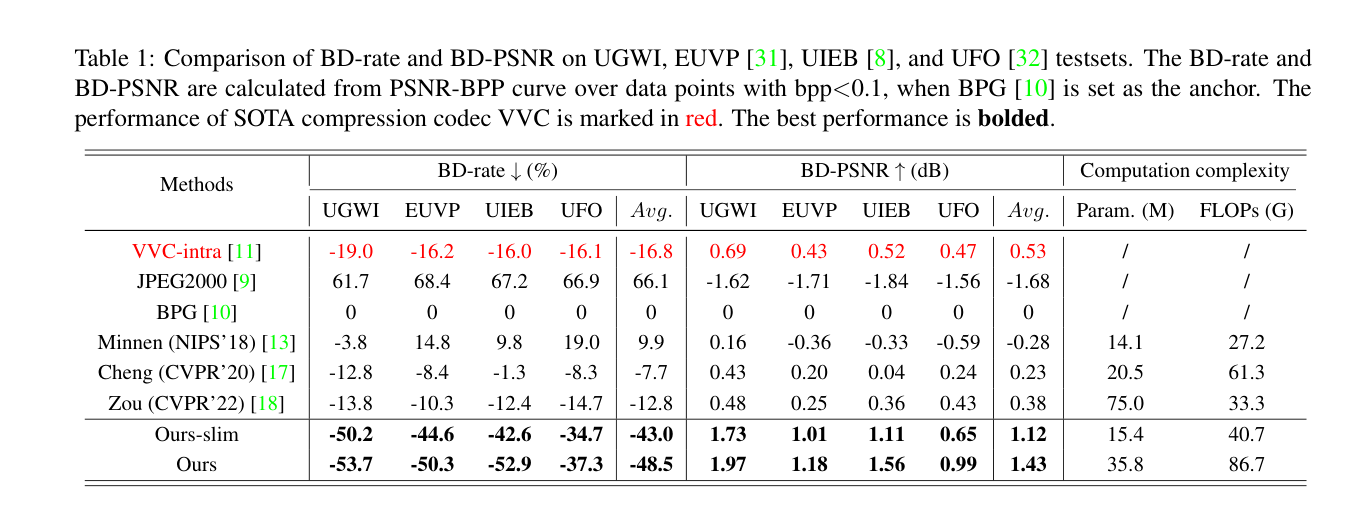 Table 1: Comparison of BD-rate and BD-PSNR on UGWI, EUVP [31], UIEB [8], and UFO [32] testsets. The BD-rate and
BD-PSNR are calculated from PSNR-BPP curve over data points with bpp<0.1, when BPG [10] is set as the anchor. The
performance of SOTA compression codec VVC is marked in red. The best performance is bolded.
Methods BD-rate ↓ (%) BD-PSNR ↑ (dB) Computation complexity
UGWI EUVP UIEB UFO Avg. UGWI EUVP UIEB UFO Avg. Param. (M) FLOPs (G)
VVC-intra [11] -19.0 -16.2 -16.0 -16.1 -16.8 0.69 0.43 0.52 0.47 0.53 / /
JPEG2000 [9] 61.7 68.4 67.2 66.9 66.1 -1.62 -1.71 -1.84 -1.56 -1.68 / /
BPG [10] 0 0 0 0 0 0 0 0 0 0 / /
Minnen (NIPS'18) [13] -3.8 14.8 9.8 19.0 9.9 0.16 -0.36 -0.33 -0.59 -0.28 14.1 27.2
Cheng (CVPR'20) [17] -12.8 -8.4 -1.3 -8.3 -7.7 0.43 0.20 0.04 0.24 0.23 20.5 61.3
Zou (CVPR'22) [18] -13.8 -10.3 -12.4 -14.7 -12.8 0.48 0.25 0.36 0.43 0.38 75.0 33.3
Ours-slim -50.2 -44.6 -42.6 -34.7 -43.0 1.73 1.01 1.11 0.65 1.12 15.4 40.7
Ours -53.7 -50.3 -52.9 -37.3 -48.5 1.97 1.18 1.56 0.99 1.43 35.8 86.7